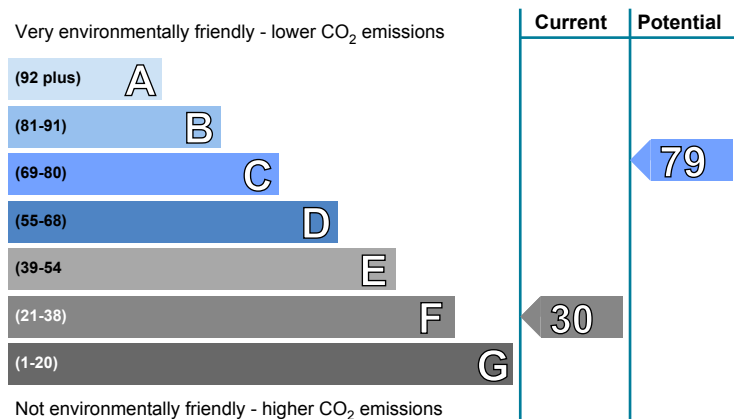 Current Potential
Very environmentally friendly - lower CO2 emissions
(92 plus) A
(81-91) B
(69-80) C
79
(55-68) D
(39-54 E
(21-38) F
30
(1-20) G
Not environmentally friendly - higher CO2 emissions